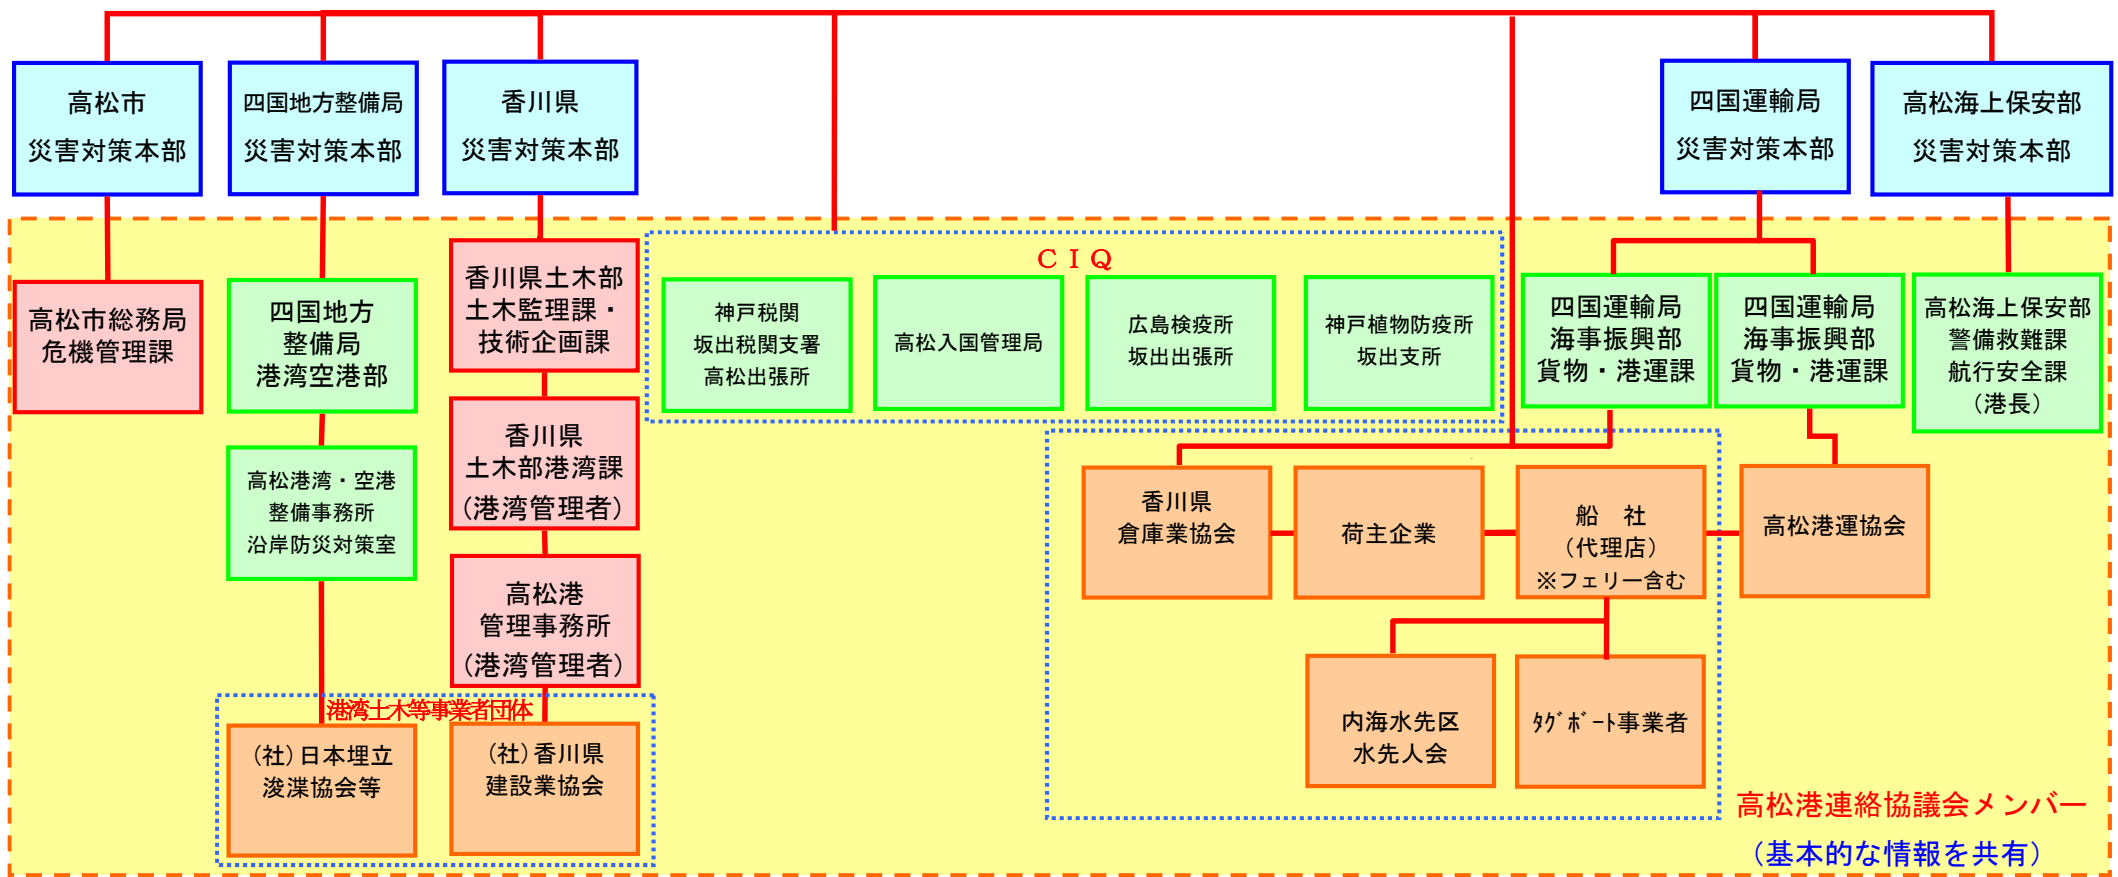 高松市
災害対策本部
四国地方整備局
災害対策本部
香川県
災害対策本部
四国運輸局
災害対策本部
高松海上保安部
災害対策本部
高松市総務局
危機管理課
四国地方
整備局
港湾空港部
香川県土木部
土木監理課・
技術企画課
ＣＩＱ
神戸税関
坂出税関支署
高松出張所
高松入国管理局
広島検疫所
坂出出張所
神戸植物防疫所
坂出支所
四国運輸局
海事振興部
貨物・港運課
四国運輸局
海事振興部
貨物・港運課
高松海上保安部
警備救難課
航行安全課
（港長）
高松港湾・空港
整備事務所
沿岸防災対策室
香川県
土木部港湾課
（港湾管理者）
高松港
管理事務所
（港湾管理者）
香川県
倉庫業協会
荷主企業
船　社
（代理店）
※フェリー含む
高松港運協会
内海水先区
水先人会
ﾀｸﾞﾎﾞｰﾄ事業者
港湾土木等事業者団体
（社）日本埋立
浚渫協会等
（社）香川県
建設業協会
高松港連絡協議会メンバー
（基本的な情報を共有）